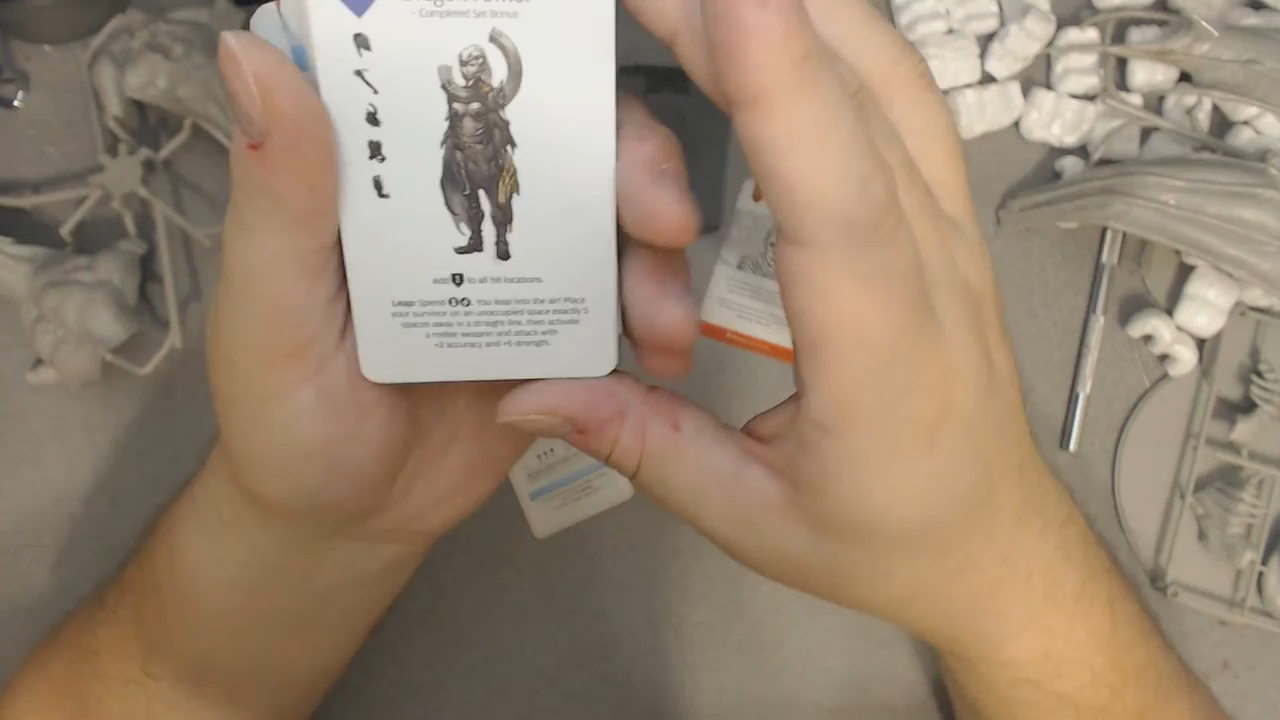 Dragon Armor
- Completed Set Bonus
Add to all hit locations.
Leap: Spend . You leap into the air! Place
your survivor on an unoccupied space exactly 5
spaces away in a straight line, then activate
a melee weapon and attack with
+2 accuracy and +5 strength.